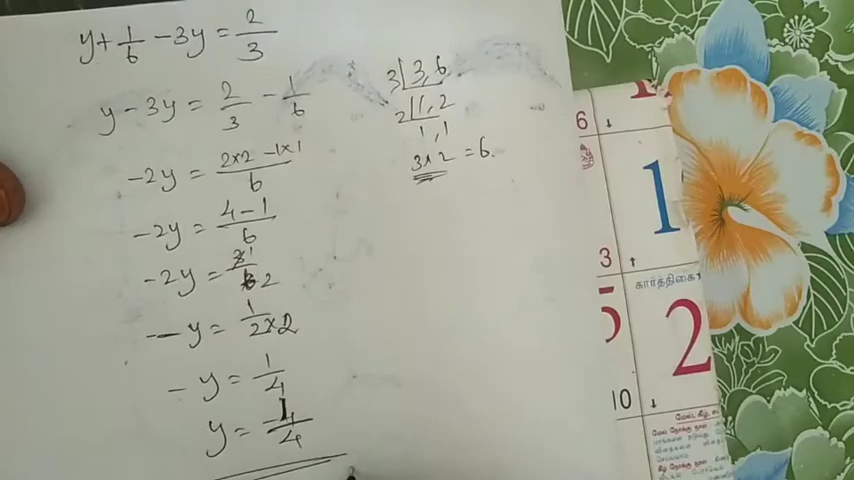 y + 1/6 - 3y = 2/3
y - 3y = 2/3 - 1/6
-2y = (2×2 - 1×1)/6
-2y = (4 - 1)/6
-2y = 3/6 1/2
-y = 1/(2×2)
-y = 1/4
y = -1/4
3 | 3, 6
2 | 1, 2
1, 1
3×2 = 6.
6
1
3
கார்த்திகை
5
2
10
மேல் நோக்கு நாள்
கீழ் நோக்கு நாள்